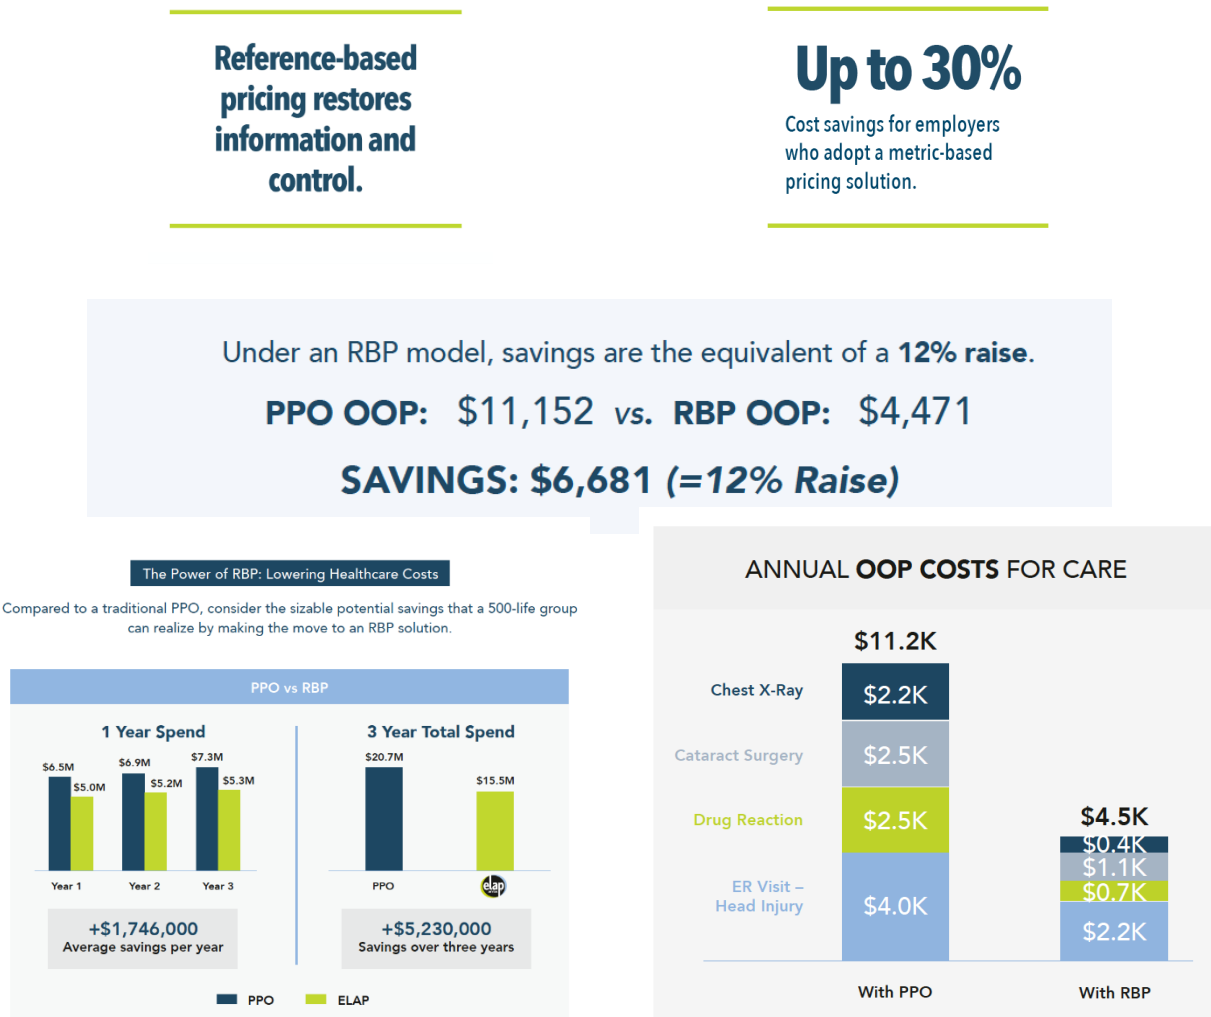 Reference-based
pricing restores
information and
control.
Up to 30%
Cost savings for employers
who adopt a metric-based
pricing solution.
Under an RBP model, savings are the equivalent of a 12% raise.
PPO OOP: $11,152 vs. RBP OOP: $4,471
SAVINGS: $6,681 (=12% Raise)
The Power of RBP: Lowering Healthcare Costs
Compared to a traditional PPO, consider the sizable potential savings that a 500-life group
can realize by making the move to an RBP solution.
PPO vs RBP
1 Year Spend
$6.5M
$5.0M
$6.9M
$5.2M
$7.3M
$5.3M
Year 1
Year 2
Year 3
+$1,746,000
Average savings per year
3 Year Total Spend
$20.7M
$15.5M
PPO
elap
+$5,230,000
Savings over three years
PPO
ELAP
ANNUAL OOP COSTS FOR CARE
$11.2K
Chest X-Ray
$2.2K
Cataract Surgery
$2.5K
Drug Reaction
$2.5K
ER Visit –
Head Injury
$4.0K
$4.5K
$0.4K
$1.1K
$0.7K
$2.2K
With PPO
With RBP